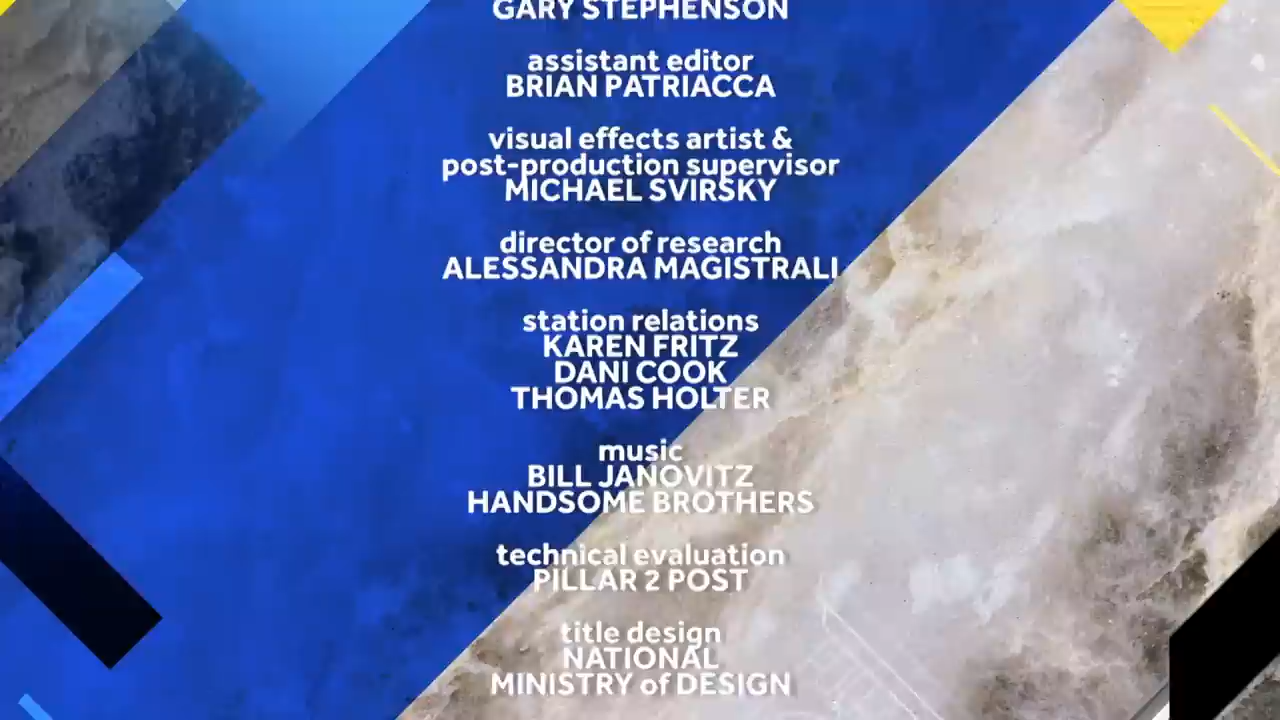 GARY STEPHENSON
assistant editor
BRIAN PATRIACCA
visual effects artist &
post-production supervisor
MICHAEL SVIRSKY
director of research
ALESSANDRA MAGISTRALI
station relations
KAREN FRITZ
DANI COOK
THOMAS HOLTER
music
BILL JANOVITZ
HANDSOME BROTHERS
technical evaluation
PILLAR 2 POST
title design
NATIONAL
MINISTRY of DESIGN